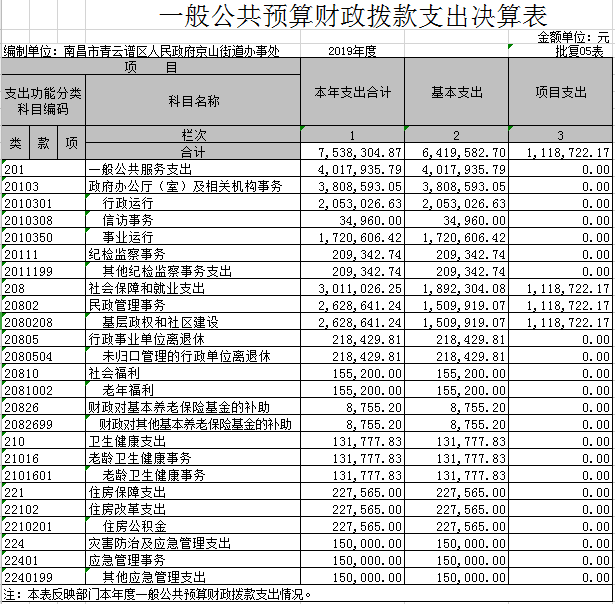 一般公共预算财政拨款支出决算表
金额单位：元
编制单位：南昌市青云谱区人民政府京山街道办事处 2019年度 批复05表
项 目 本年支出合计 基本支出 项目支出
支出功能分类科目编码 科目名称
类 款 项 栏次 1 2 3
合计 7,538,304.87 6,419,582.70 1,118,722.17
201 一般公共服务支出 4,017,935.79 4,017,935.79 0.00
20103 政府办公厅（室）及相关机构事务 3,808,593.05 3,808,593.05 0.00
2010301 行政运行 2,053,026.63 2,053,026.63 0.00
2010308 信访事务 34,960.00 34,960.00 0.00
2010350 事业运行 1,720,606.42 1,720,606.42 0.00
20111 纪检监察事务 209,342.74 209,342.74 0.00
2011199 其他纪检监察事务支出 209,342.74 209,342.74 0.00
208 社会保障和就业支出 3,011,026.25 1,892,304.08 1,118,722.17
20802 民政管理事务 2,628,641.24 1,509,919.07 1,118,722.17
2080208 基层政权和社区建设 2,628,641.24 1,509,919.07 1,118,722.17
20805 行政事业单位离退休 218,429.81 218,429.81 0.00
2080504 未归口管理的行政单位离退休 218,429.81 218,429.81 0.00
20810 社会福利 155,200.00 155,200.00 0.00
2081002 老年福利 155,200.00 155,200.00 0.00
20826 财政对基本养老保险基金的补助 8,755.20 8,755.20 0.00
2082699 财政对其他基本养老保险基金的补助 8,755.20 8,755.20 0.00
210 卫生健康支出 131,777.83 131,777.83 0.00
21016 老龄卫生健康事务 131,777.83 131,777.83 0.00
2101601 老龄卫生健康事务 131,777.83 131,777.83 0.00
221 住房保障支出 227,565.00 227,565.00 0.00
22102 住房改革支出 227,565.00 227,565.00 0.00
2210201 住房公积金 227,565.00 227,565.00 0.00
224 灾害防治及应急管理支出 150,000.00 150,000.00 0.00
22401 应急管理事务 150,000.00 150,000.00 0.00
2240199 其他应急管理支出 150,000.00 150,000.00 0.00
注：本表反映部门本年度一般公共预算财政拨款支出情况。